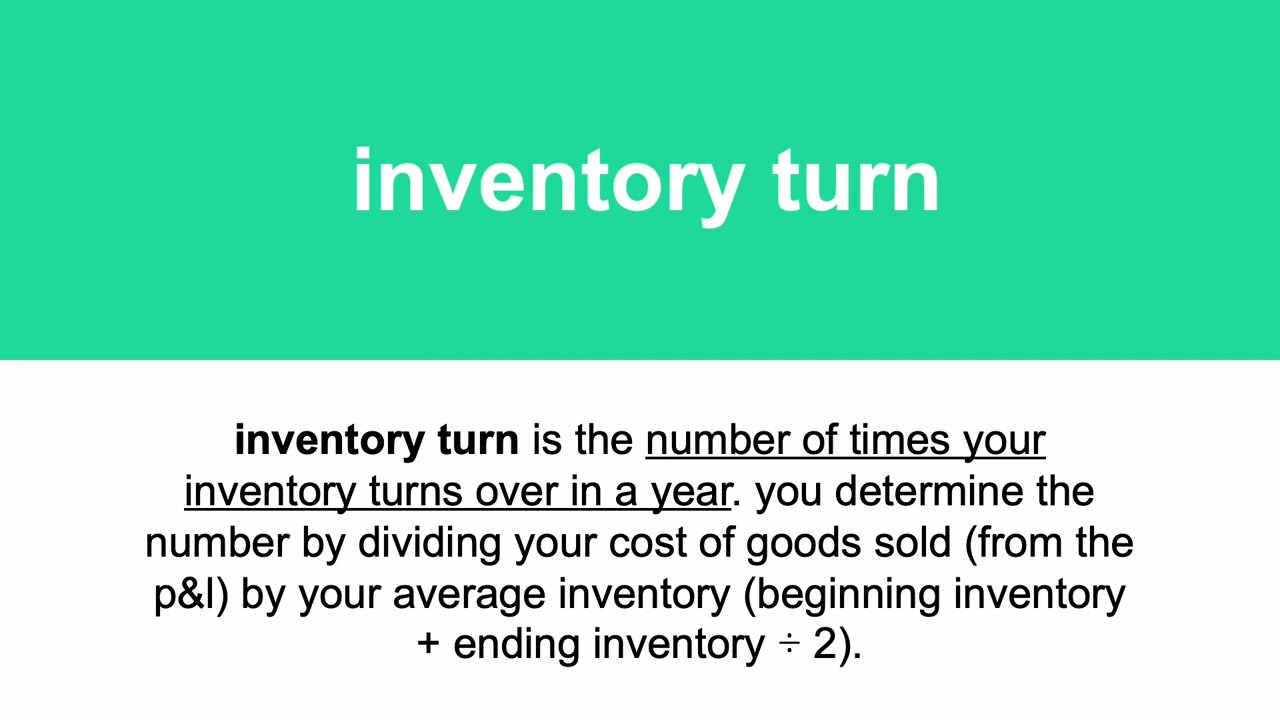 inventory turn
inventory turn is the number of times your
inventory turns over in a year. you determine the
number by dividing your cost of goods sold (from the
p&l) by your average inventory (beginning inventory
+ ending inventory ÷ 2).